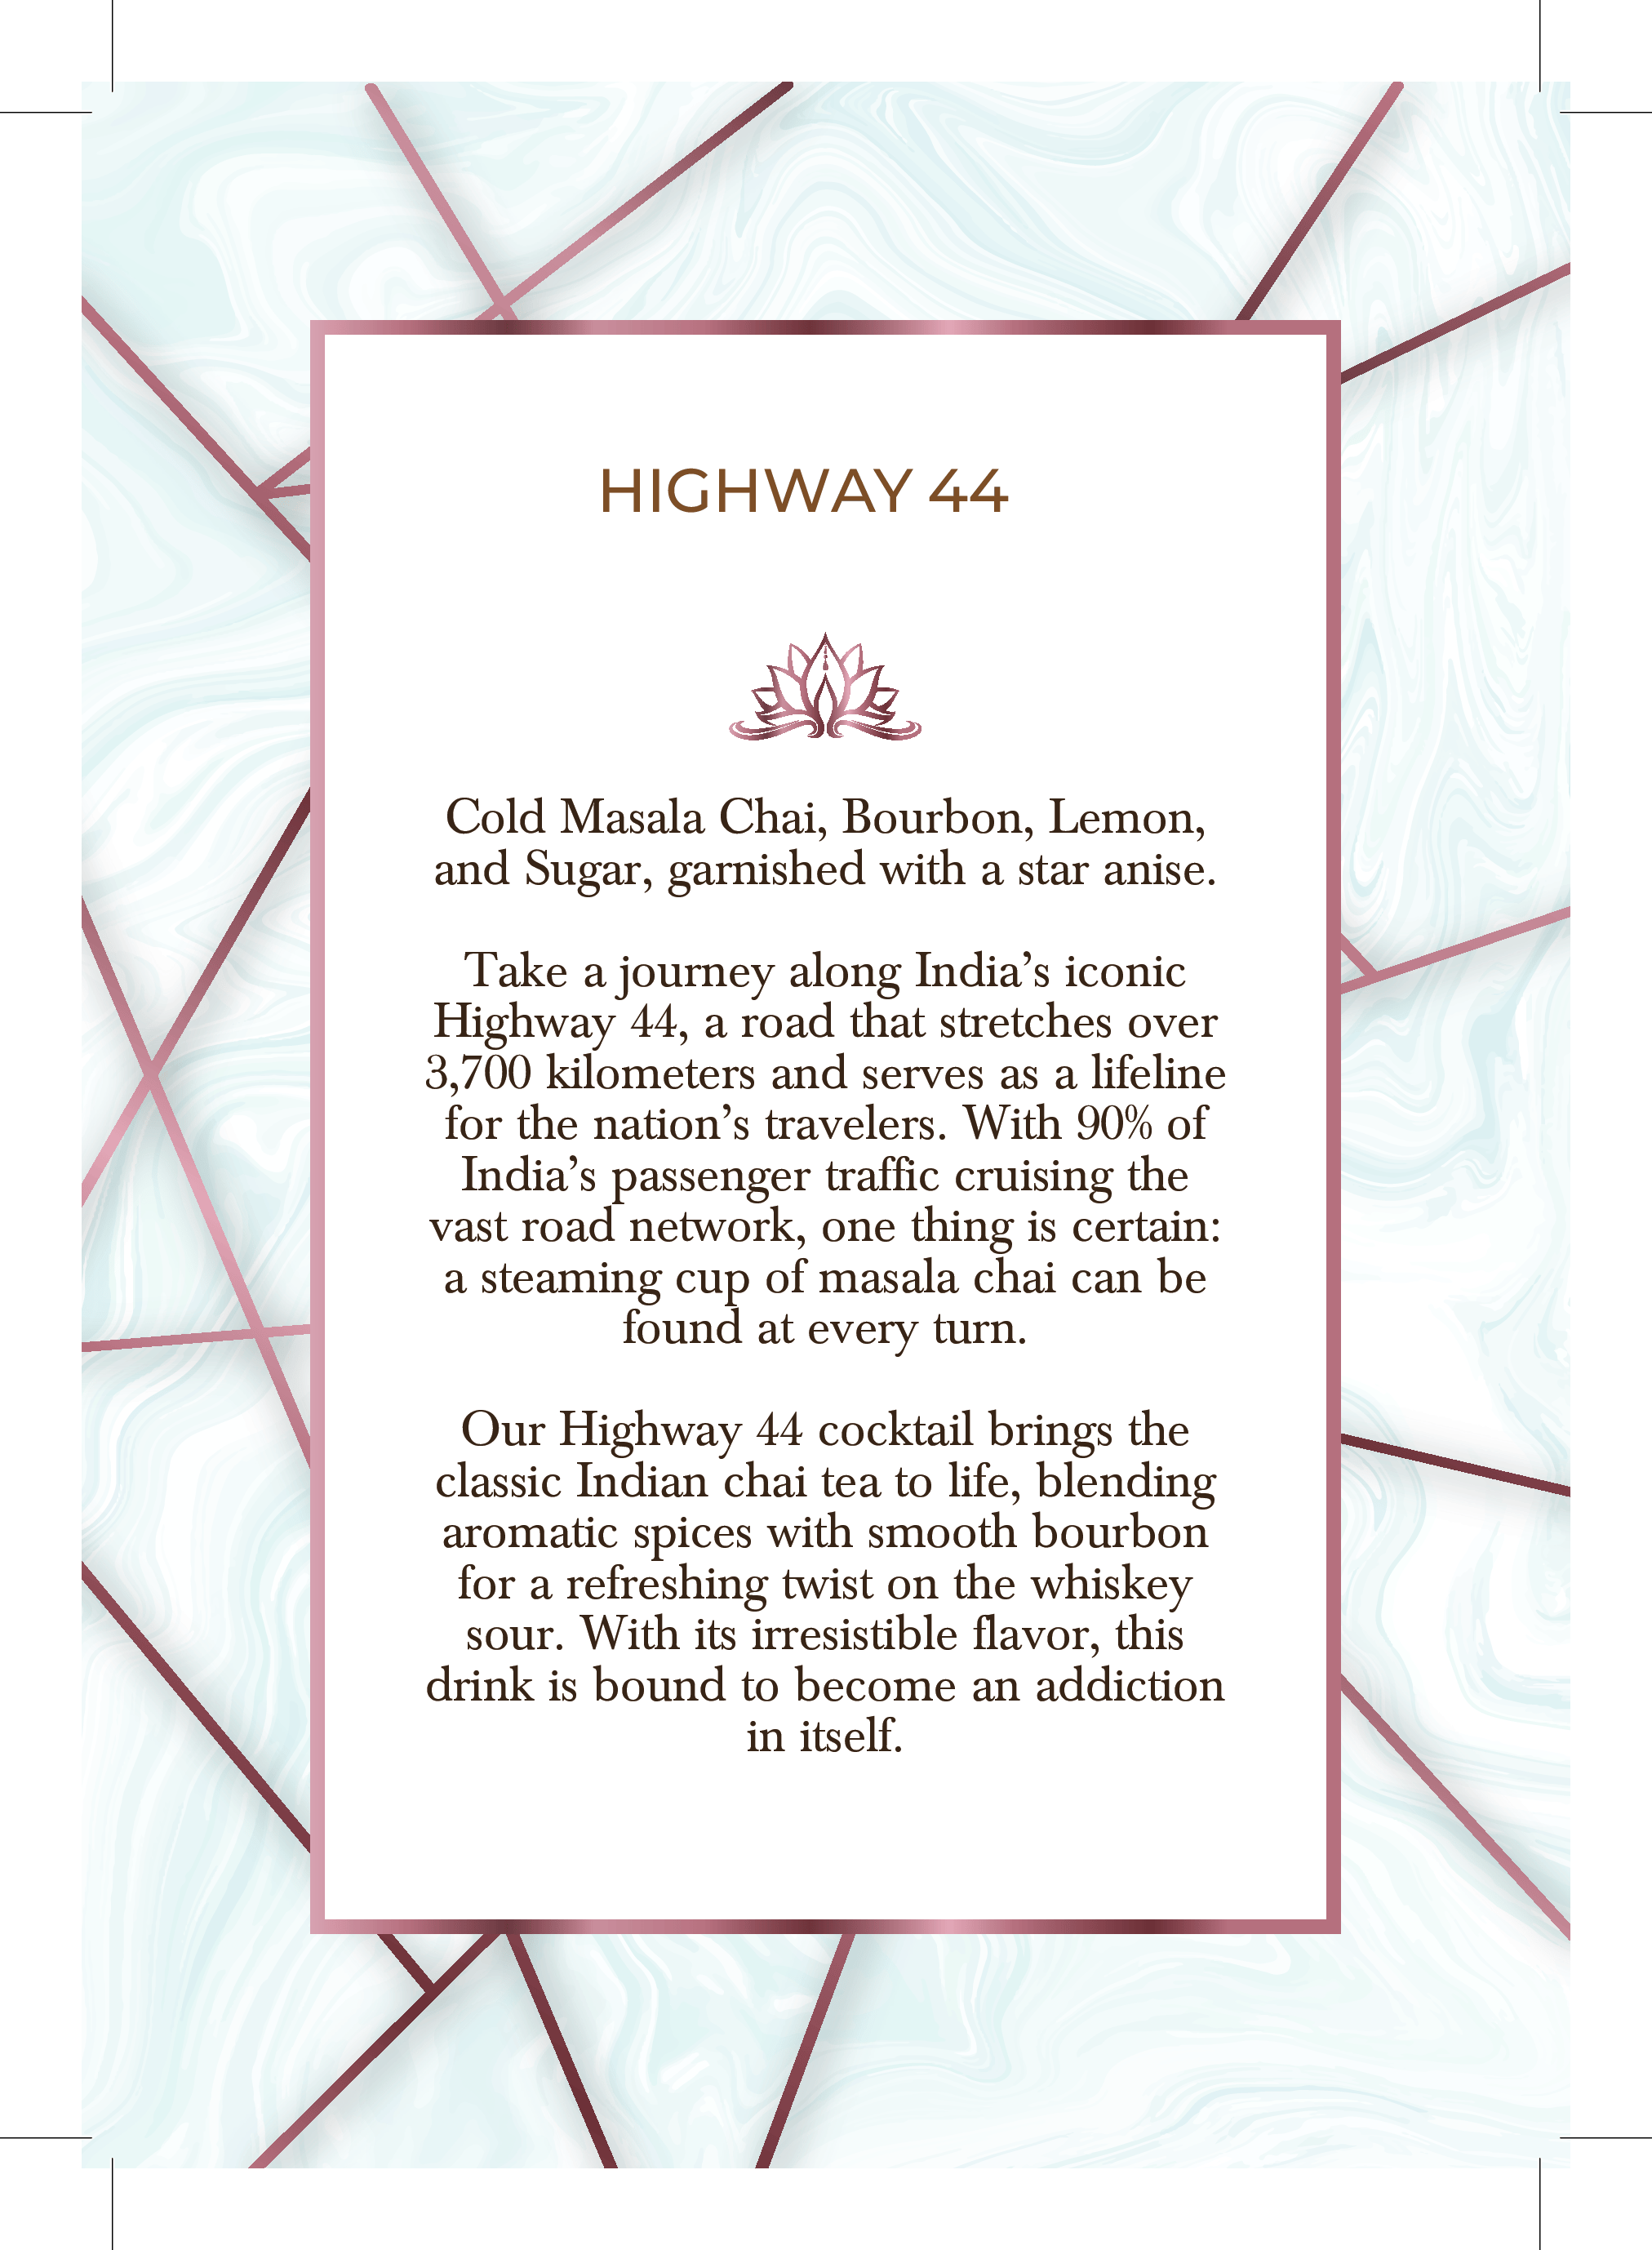 HIGHWAY 44
Cold Masala Chai, Bourbon, Lemon,
and Sugar, garnished with a star anise.
Take a journey along India’s iconic
Highway 44, a road that stretches over
3,700 kilometers and serves as a lifeline
for the nation’s travelers. With 90% of
India’s passenger traffic cruising the
vast road network, one thing is certain:
a steaming cup of masala chai can be
found at every turn.
Our Highway 44 cocktail brings the
classic Indian chai tea to life, blending
aromatic spices with smooth bourbon
for a refreshing twist on the whiskey
sour. With its irresistible flavor, this
drink is bound to become an addiction
in itself.